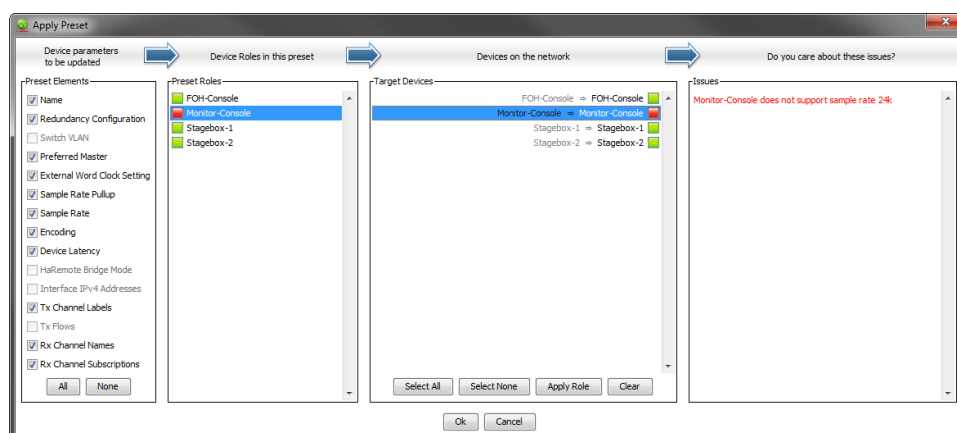 Apply Preset
Device parameters
to be updated
Device Roles in this preset
Devices on the network
Do you care about these issues?
Preset Elements
Name
Redundancy Configuration
Switch VLAN
Preferred Master
External Word Clock Setting
Sample Rate Pullup
Sample Rate
Encoding
Device Latency
HaRemote Bridge Mode
Interface IPv4 Addresses
Tx Channel Labels
Tx Flows
Rx Channel Names
Rx Channel Subscriptions
All None
Preset Roles
FOH-Console
Monitor-Console
Stagebox-1
Stagebox-2
Target Devices
FOH-Console ⇒ FOH-Console
Monitor-Console ⇒ Monitor-Console
Stagebox-1 ⇒ Stagebox-1
Stagebox-2 ⇒ Stagebox-2
Select All Select None Apply Role Clear
Issues
Monitor-Console does not support sample rate 24k
Ok Cancel